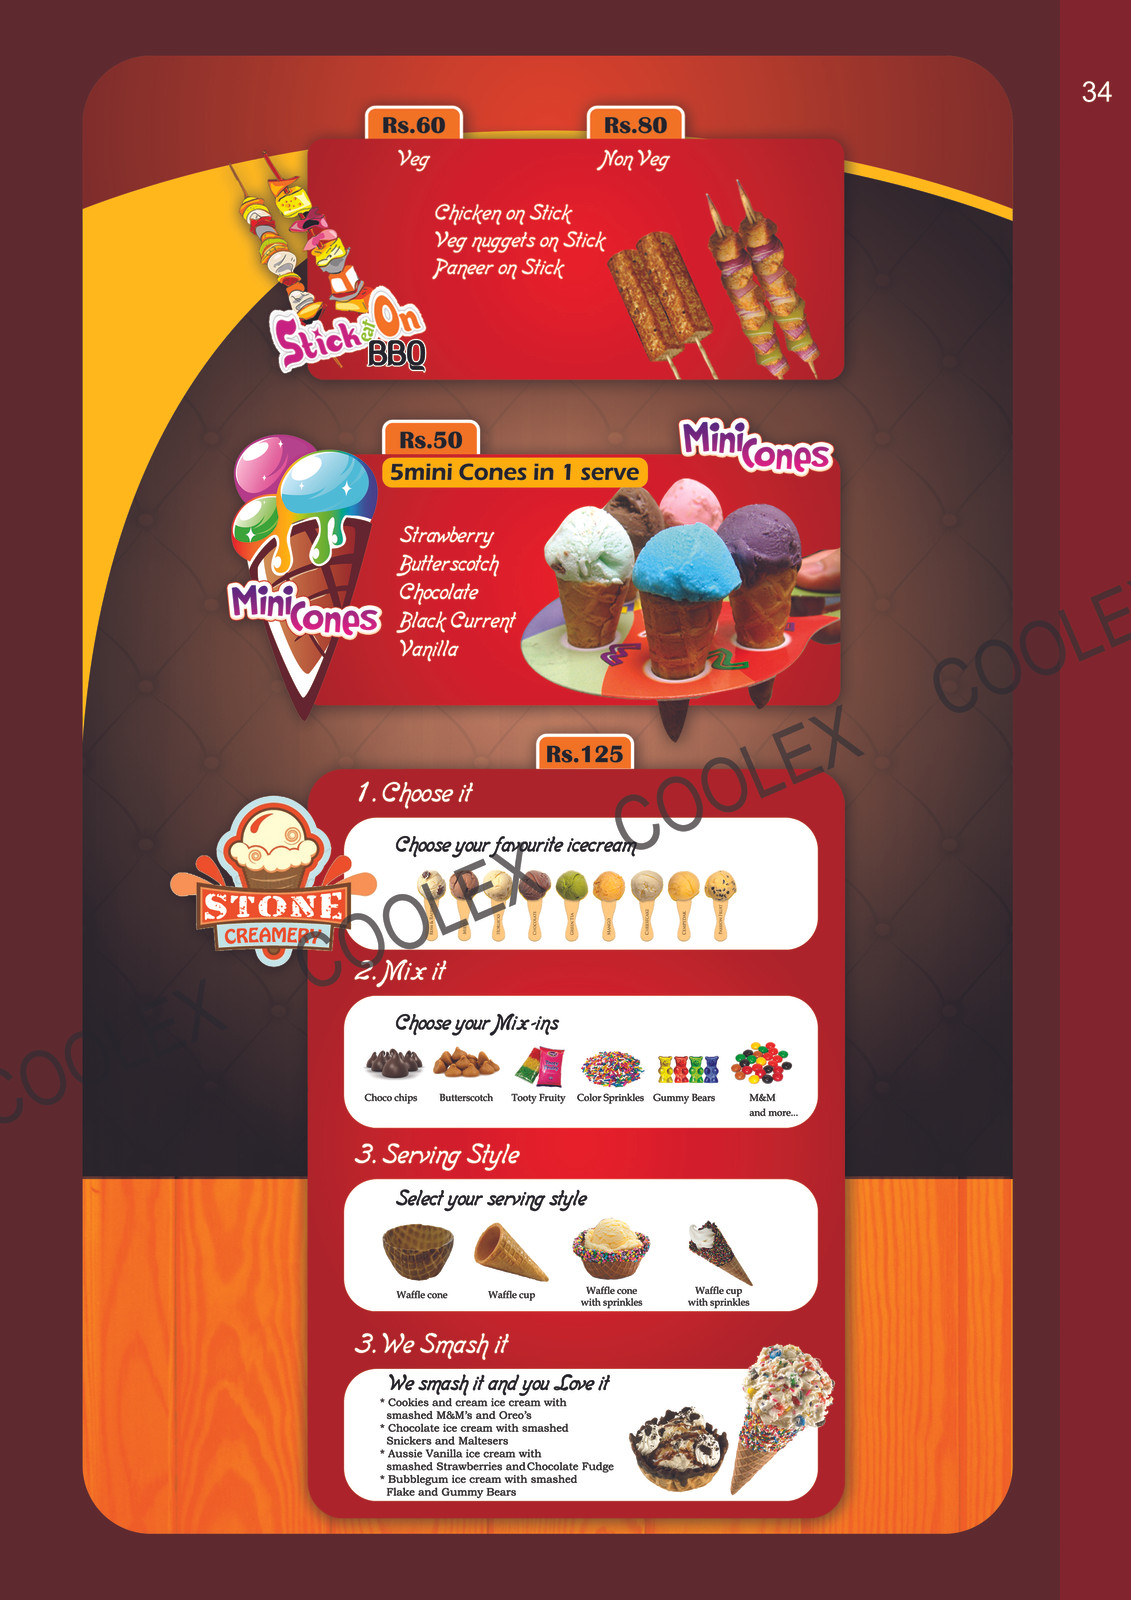 34
Rs.60
Rs.80
Veg
Non Veg
Chicken on Stick
Veg nuggets on Stick
Paneer on Stick
Stick eat On
BBQ
Rs.50
5mini Cones in 1 serve
Mini Cones
Strawberry
Butterscotch
Chocolate
Black Current
Vanilla
Mini Cones
COOLEX
COOLEX
COOLEX
COOLEX
Rs.125
1. Choose it
Choose your favourite icecream
STONE
CREAMERY
2. Mix it
Choose your Mix-ins
Choco chips
Butterscotch
Tooty Fruity
Color Sprinkles
Gummy Bears
M&M
and more...
3. Serving Style
Select your serving style
Waffle cone
Waffle cup
Waffle cone
with sprinkles
Waffle cup
with sprinkles
3. We Smash it
We smash it and you Love it
* Cookies and cream ice cream with
smashed M&M's and Oreo's
* Chocolate ice cream with smashed
Snickers and Maltesers
* Aussie Vanilla ice cream with
smashed Strawberries and Chocolate Fudge
* Bubblegum ice cream with smashed
Flake and Gummy Bears